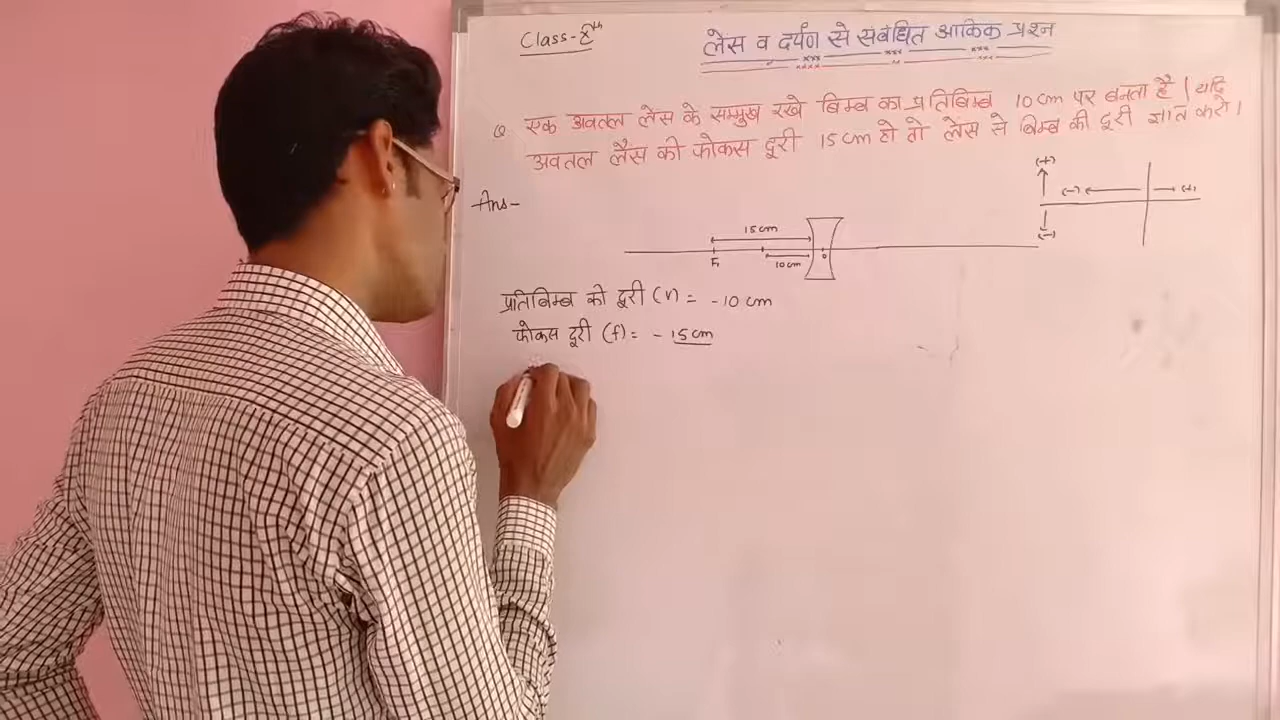 Class-8th
लेंस व दर्पण से संबंधित आंकिक प्रश्न
Q एक अवतल लेंस के सम्मुख रखे बिम्ब का प्रतिबिम्ब 10 cm पर बनता है। यदि
अवतल लैंस की फोकस दूरी 15 cm हो तो लेंस से बिम्ब की दूरी ज्ञात करो।
(+)
(-) (+)
(-)
Ans-
15 cm
F₁ 10 cm o
प्रतिबिम्ब की दूरी (v) = -10 cm
फोकस दूरी (f) = - 15 cm